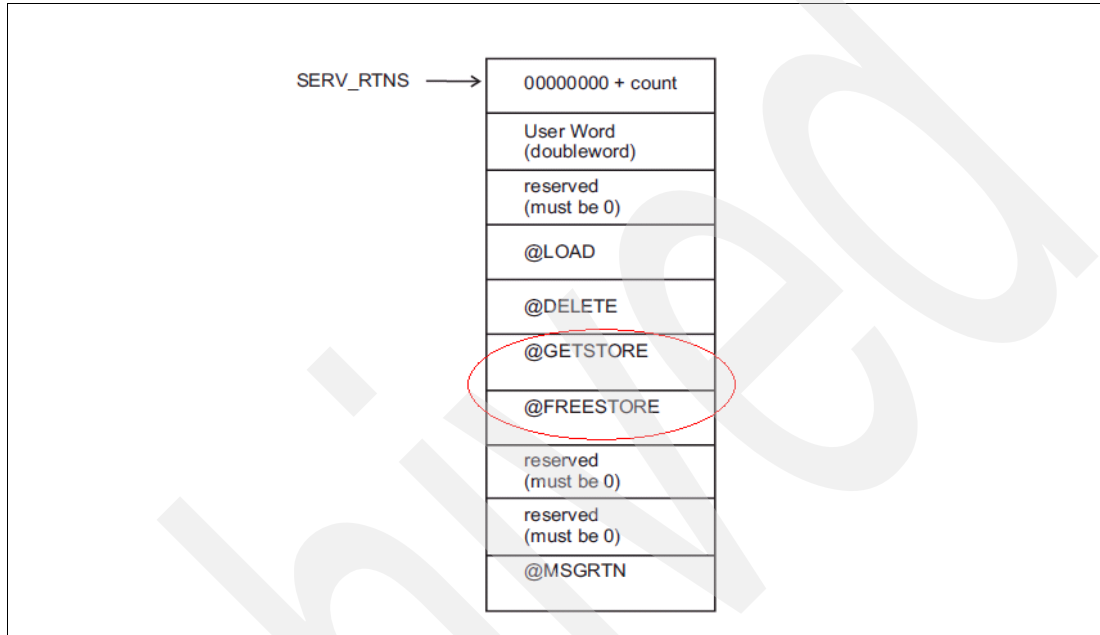 SERV_RTNS
00000000 + count
User Word
(doubleword)
reserved
(must be 0)
@LOAD
@DELETE
@GETSTORE
@FREESTORE
reserved
(must be 0)
reserved
(must be 0)
@MSGRTN
hived